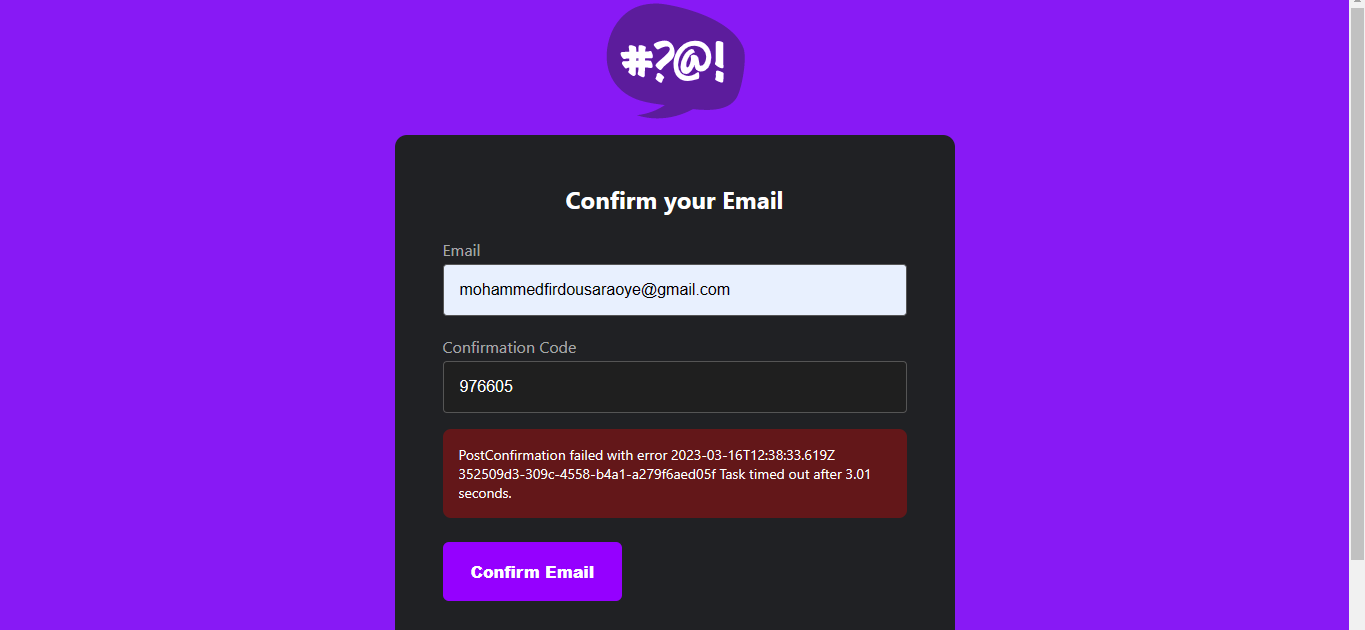 #?@!
Confirm your Email
Email
mohammedfirdousaraoye@gmail.com
Confirmation Code
976605
PostConfirmation failed with error 2023-03-16T12:38:33.619Z
352509d3-309c-4558-b4a1-a279f6aed05f Task timed out after 3.01
seconds.
Confirm Email